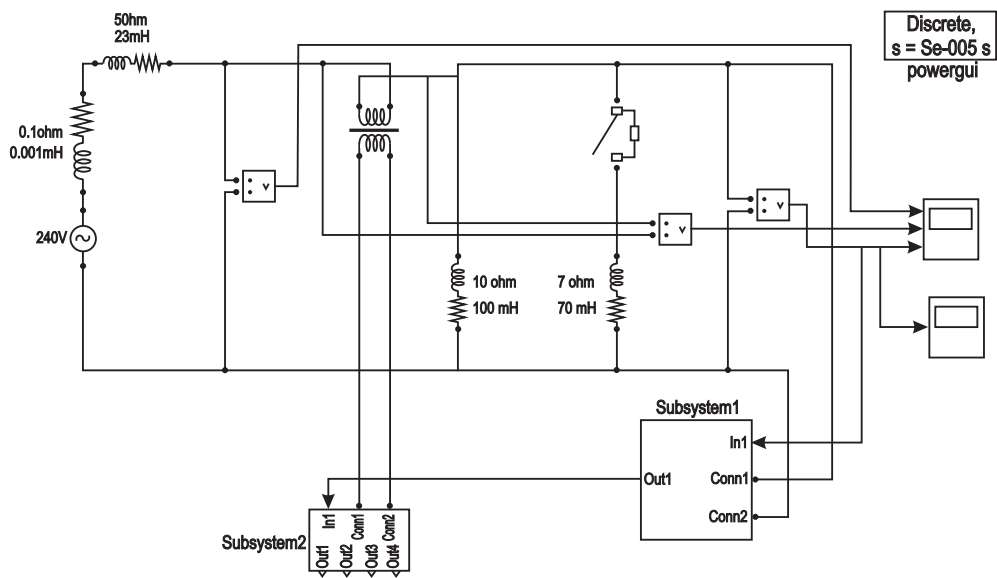 50hm
23mH
Discrete,
s = Se-005 s
powergui
0.1ohm
0.001mH
v
v
240V
v
10 ohm
7 ohm
100 mH
70 mH
Subsystem1
In1
Out1
Conn1
Conn2
Subsystem2
In1
Conn1
Conn2
Out1
Out2
Out3
Out4